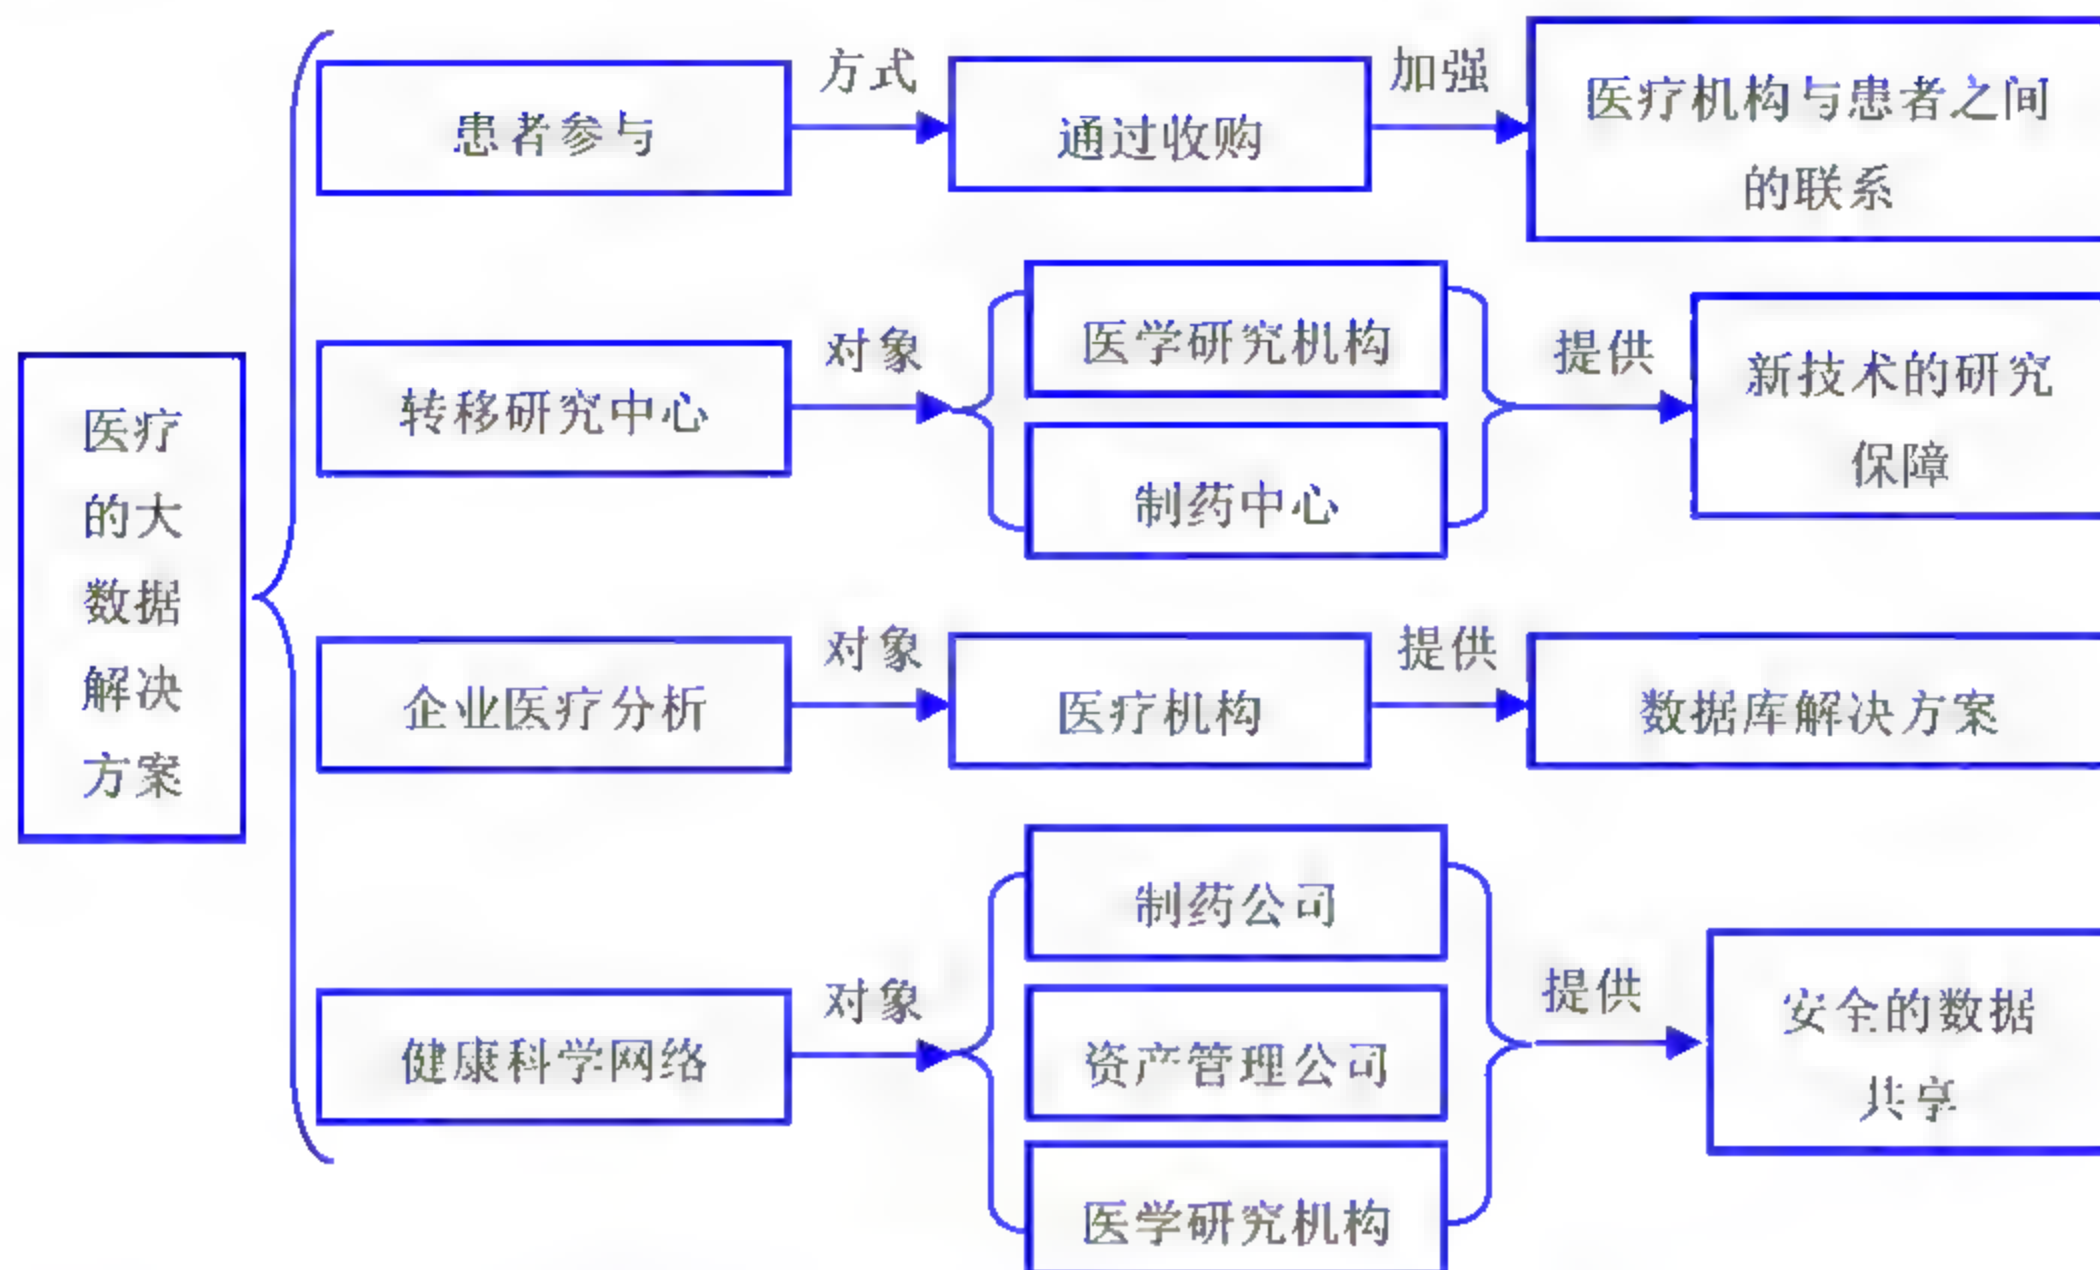 医疗
的大
数据
解决
方案
患者参与
方式
通过收购
加强
医疗机构与患者之间
的联系
转移研究中心
对象
医学研究机构
制药中心
提供
新技术的研究
保障
企业医疗分析
对象
医疗机构
提供
数据库解决方案
健康科学网络
对象
制药公司
资产管理公司
医学研究机构
提供
安全的数据
共享